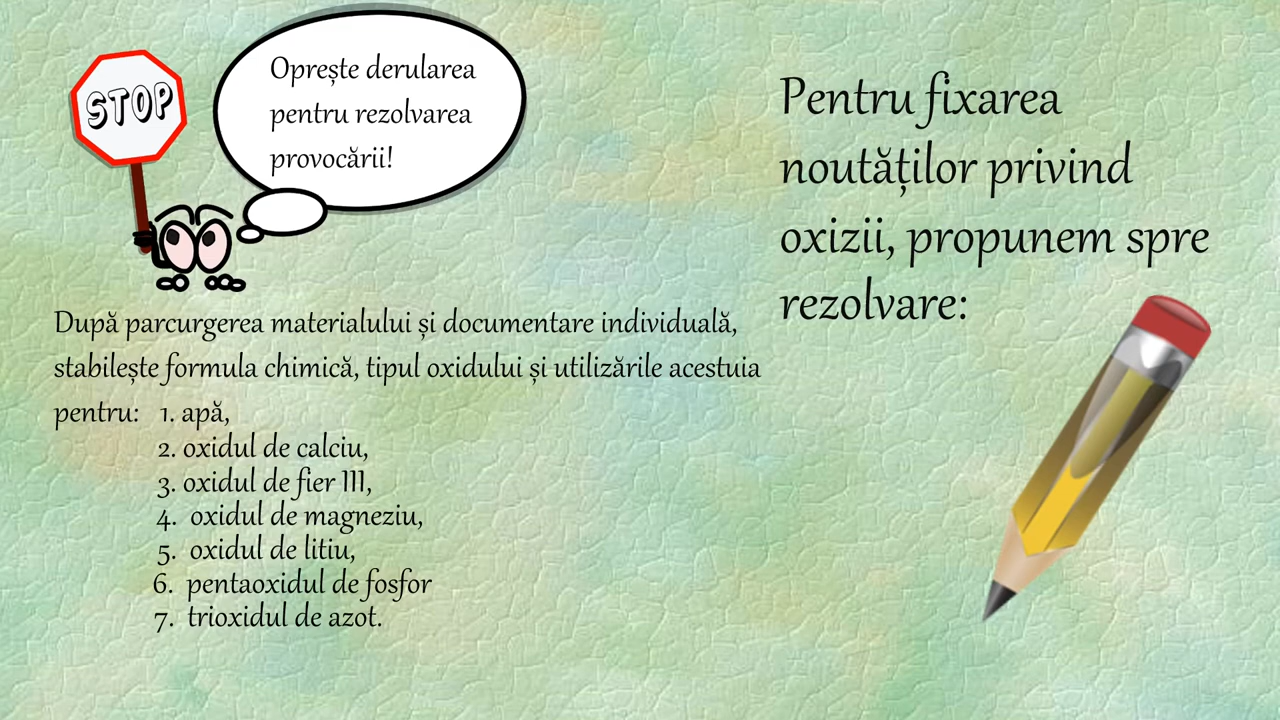 STOP
Oprește derularea
pentru rezolvarea
provocării!
Pentru fixarea
noutăților privind
oxizii, propunem spre
rezolvare:
După parcurgerea materialului și documentare individuală,
stabilește formula chimică, tipul oxidului și utilizările acestuia
pentru: 1. apă,
2. oxidul de calciu,
3. oxidul de fier III,
4. oxidul de magneziu,
5. oxidul de litiu,
6. pentaoxidul de fosfor
7. trioxidul de azot.